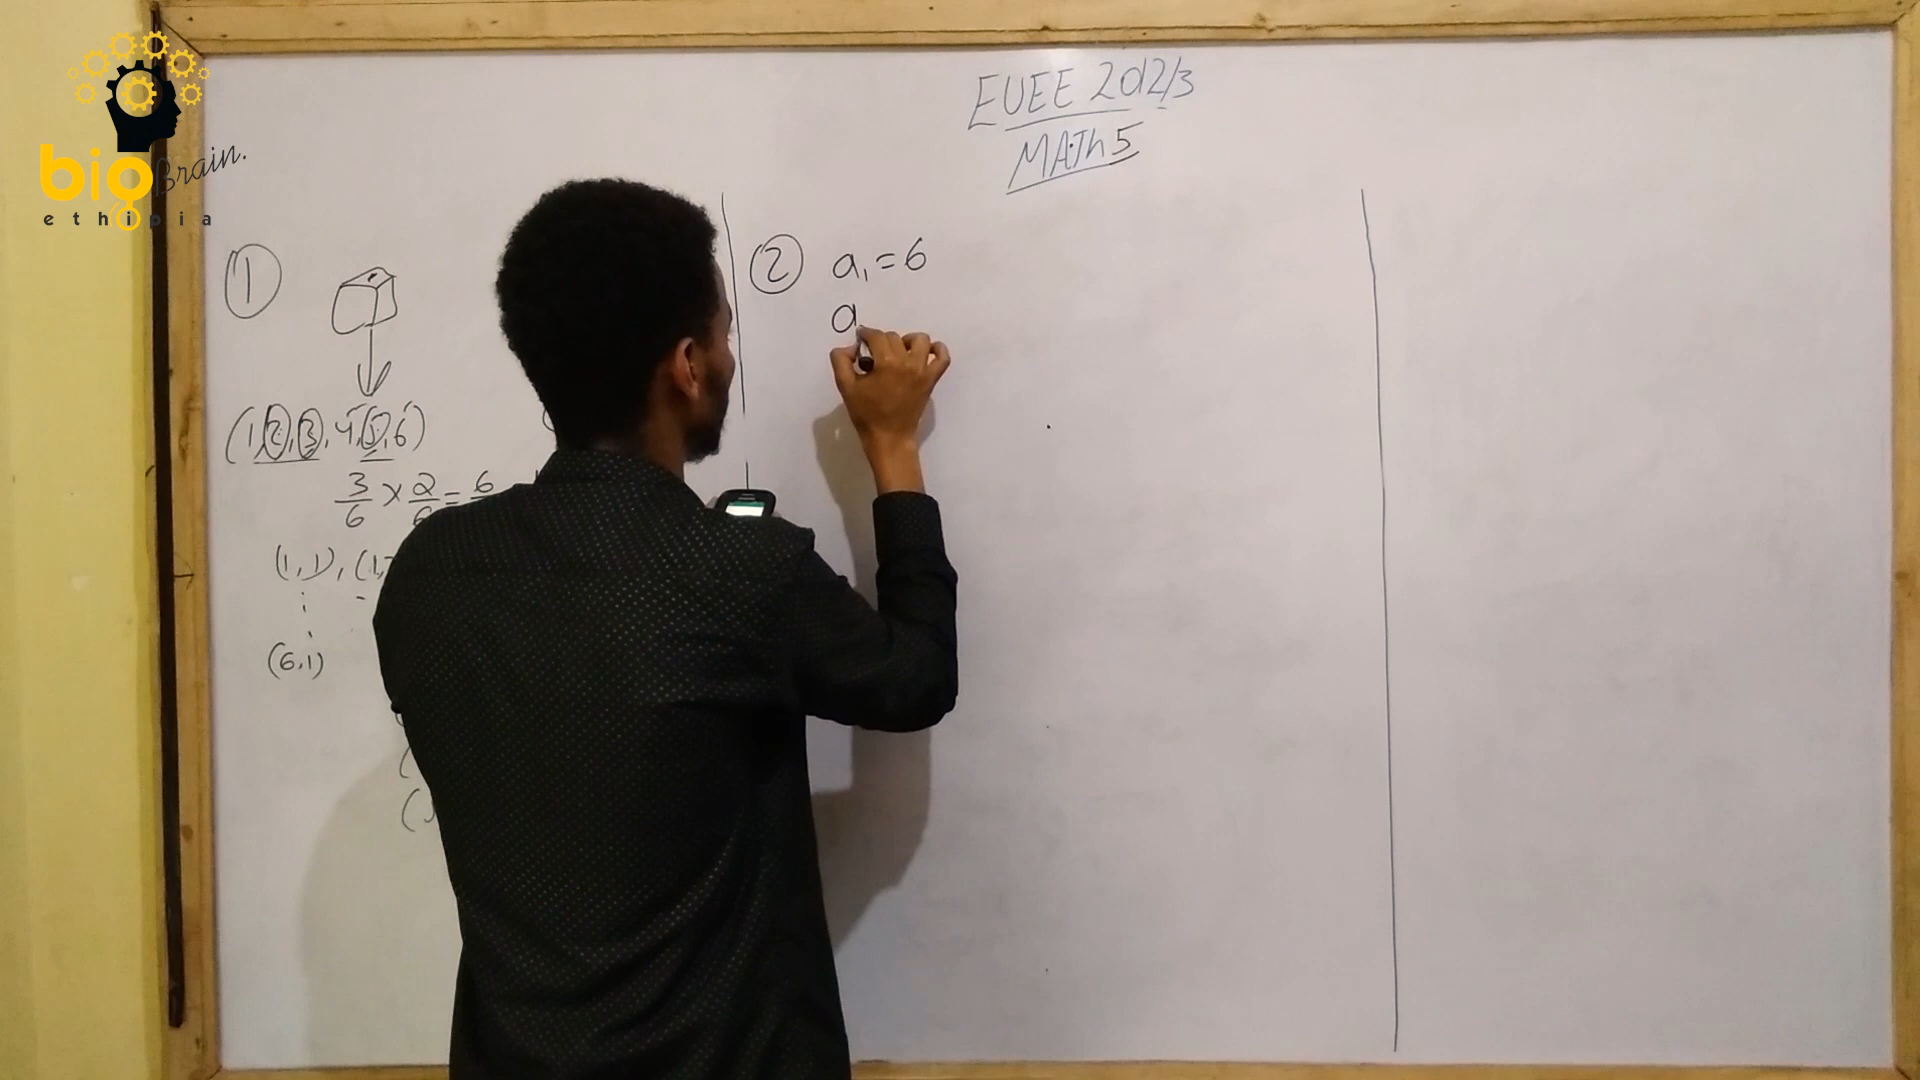 big Brain.
ethiopia
EUEE 2012/3
MATh 5
1
(1,2,3,4,5,6)
3/6 x 2/6 = 6
(1,1), (1,
(6,1)
2 a₁ = 6
a